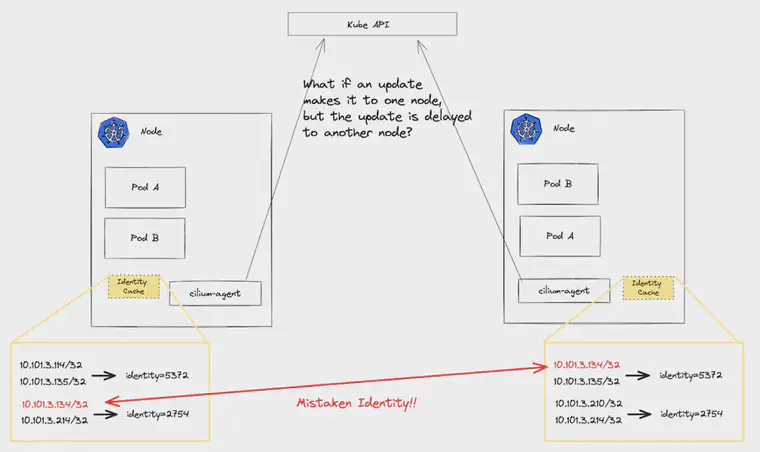 Kube API
What if an update
makes it to one node,
but the update is delayed
to another node?
Node
Pod A
Pod B
Identity
Cache
cilium-agent
Node
Pod B
Pod A
cilium-agent
Identity
Cache
10.101.3.114/32
10.101.3.135/32
identity=5372
10.101.3.134/32
10.101.3.214/32
identity=2754
Mistaken Identity!!
10.101.3.134/32
10.101.3.135/32
identity=5372
10.101.3.210/32
10.101.3.214/32
identity=2754